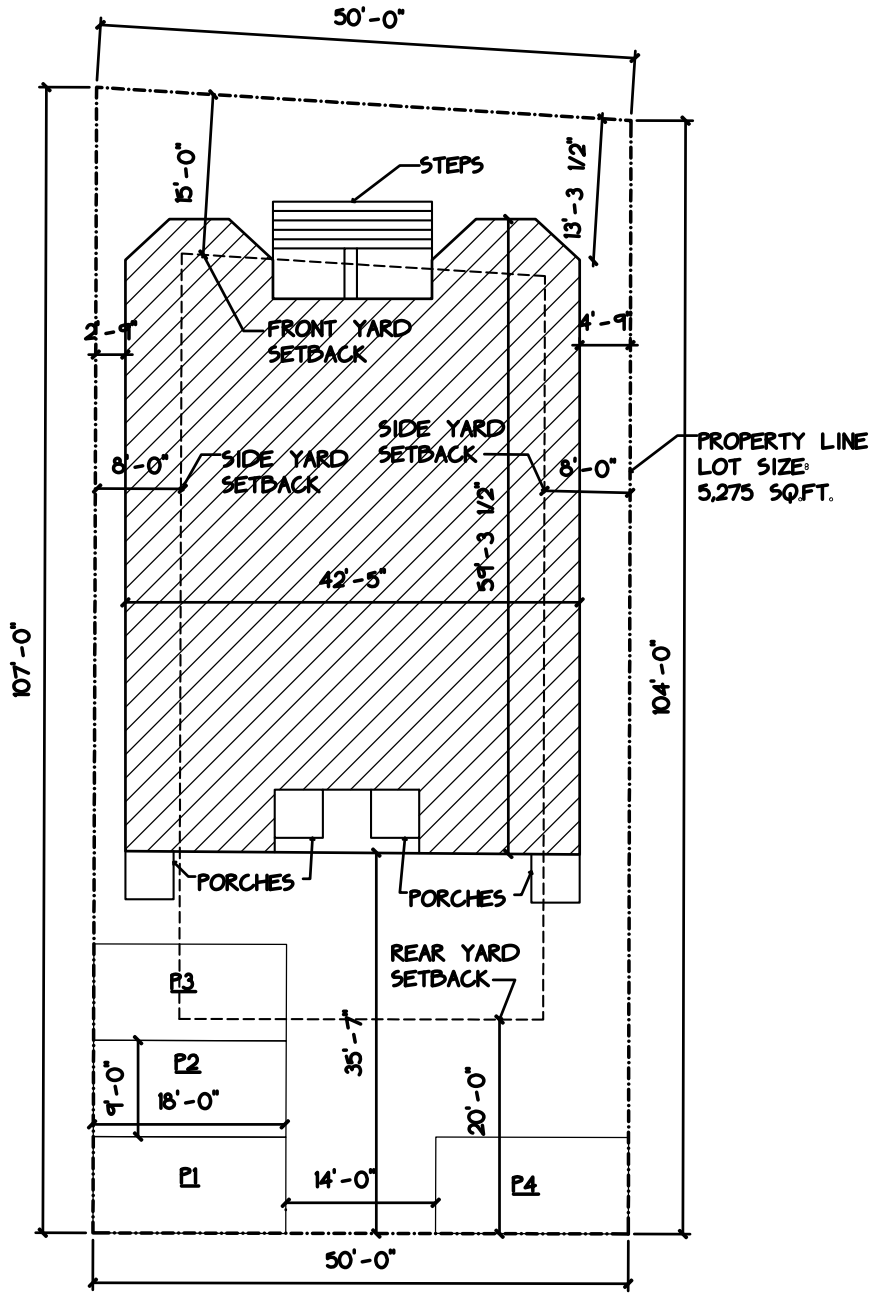 50'-0"
STEPS
15'-0"
13'-3 1/2"
2'-9"
4'-9"
FRONT YARD
SETBACK
SIDE YARD
SETBACK
8'-0"
SIDE YARD
SETBACK
8'-0"
PROPERTY LINE
LOT SIZE:
5,275 SQ.FT.
59'-3 1/2"
42'-5"
107'-0"
104'-0"
PORCHES
PORCHES
REAR YARD
SETBACK
P3
35'-7"
P2
9'-0"
18'-0"
20'-0"
P1
14'-0"
P4
50'-0"